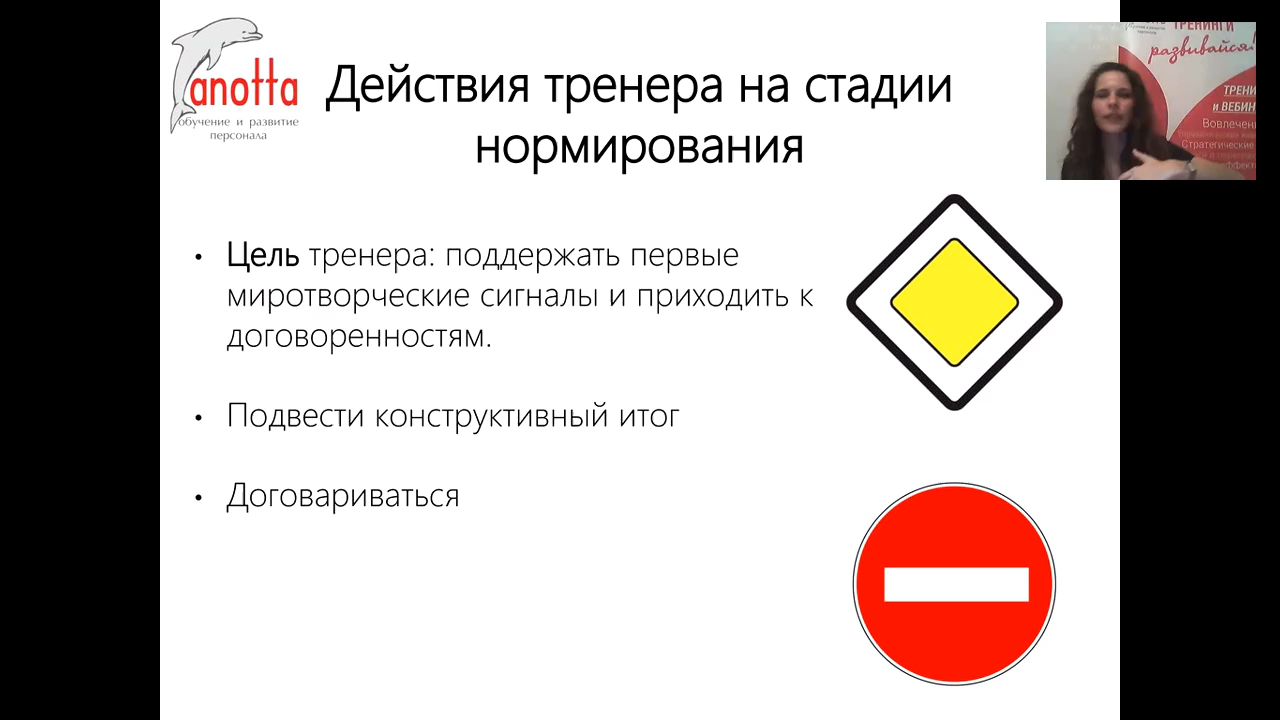 anotta
обучение и развитие
персонала
Действия тренера на стадии
нормирования
• Цель тренера: поддержать первые
миротворческие сигналы и приходить к
договоренностям.
• Подвести конструктивный итог
• Договариваться
ТРЕНИНГИ
развивайся!
ТРЕНИ
и ВЕБИН
Вовлечен
Стратегические